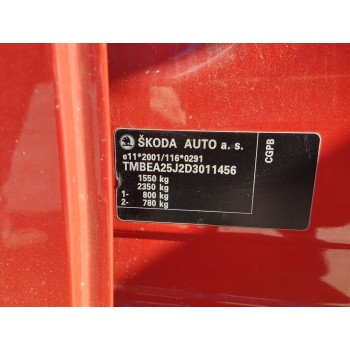 ŠKODA AUTO a. s.
e11*2001/116*0291
TMBEA25J2D3011456
1550 kg
2350 kg
1- 800 kg
2- 780 kg
CGPB